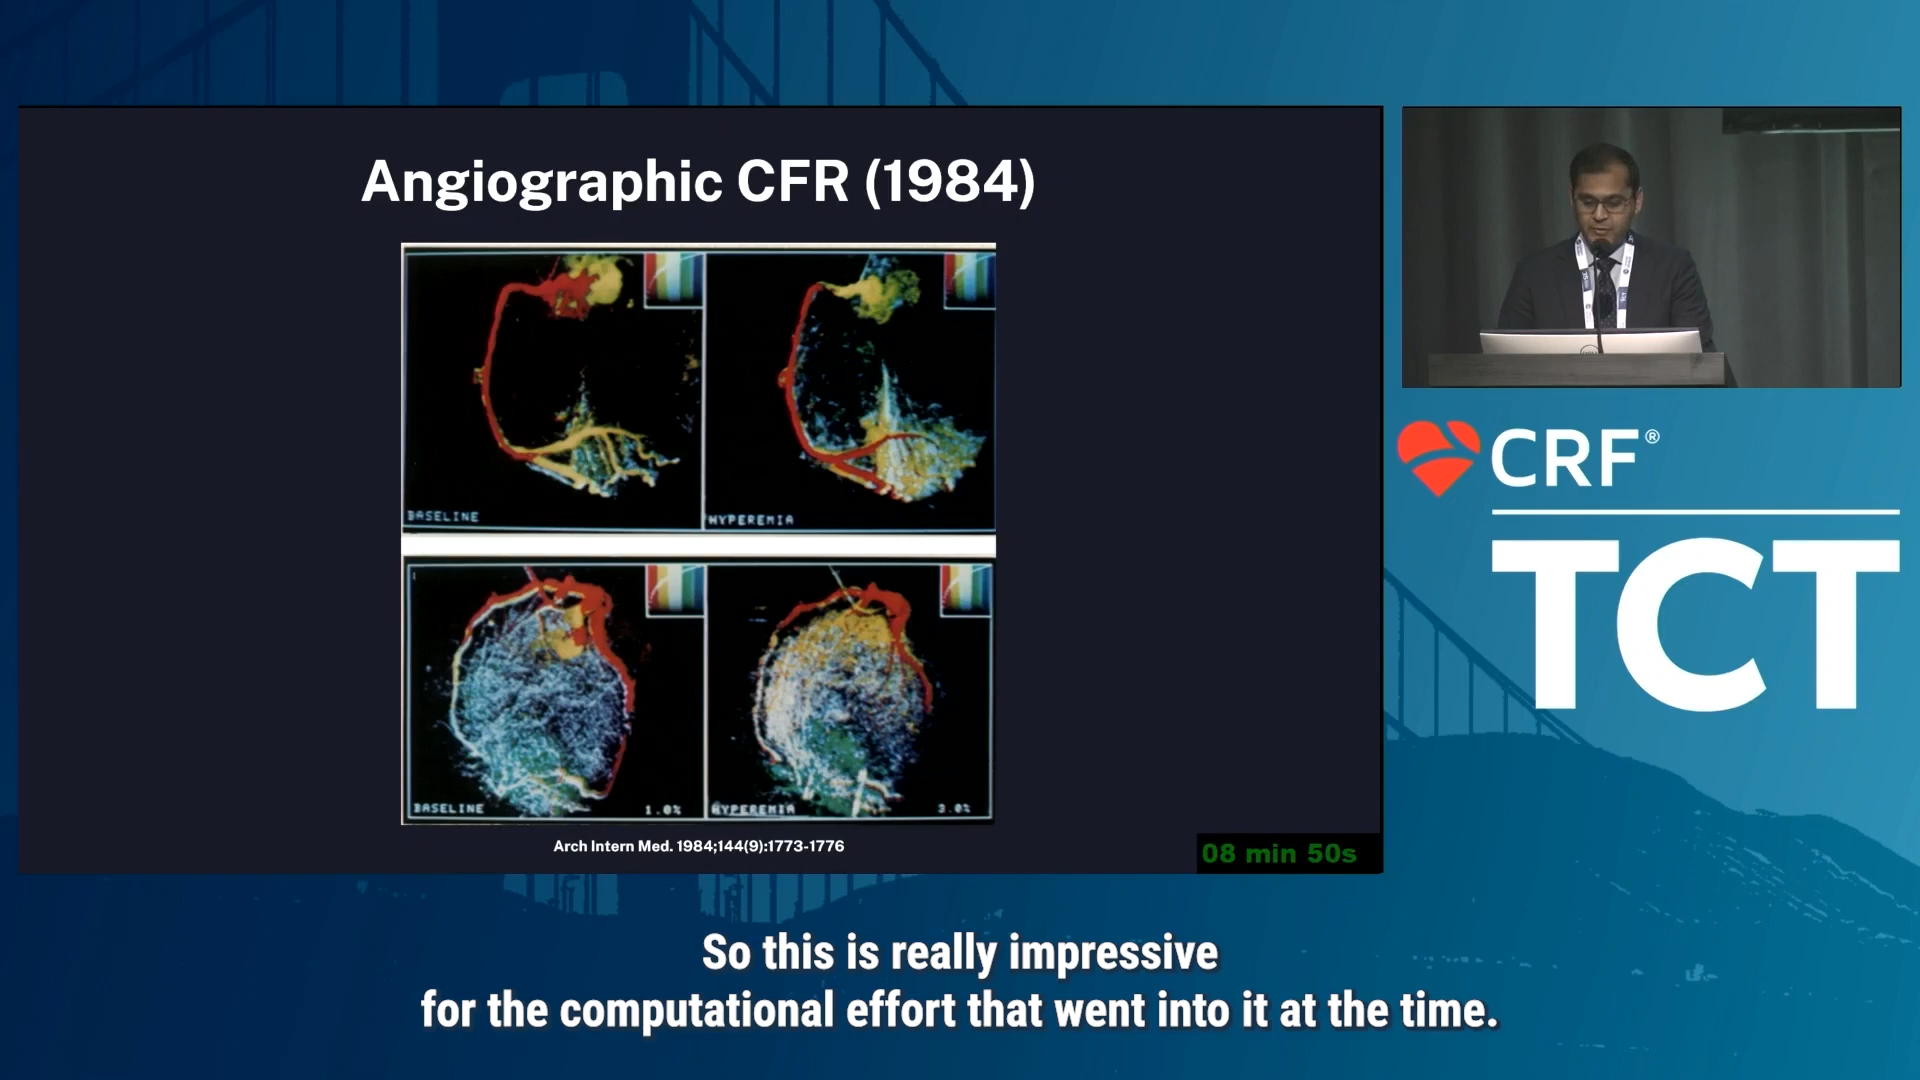 Angiographic CFR (1984)
BASELINE
HYPEREMIA
BASELINE
1.0%
HYPEREMIA
3.0%
Arch Intern Med. 1984;144(9):1773-1776
08 min 50s
CRF®
TCT
So this is really impressive
for the computational effort that went into it at the time.